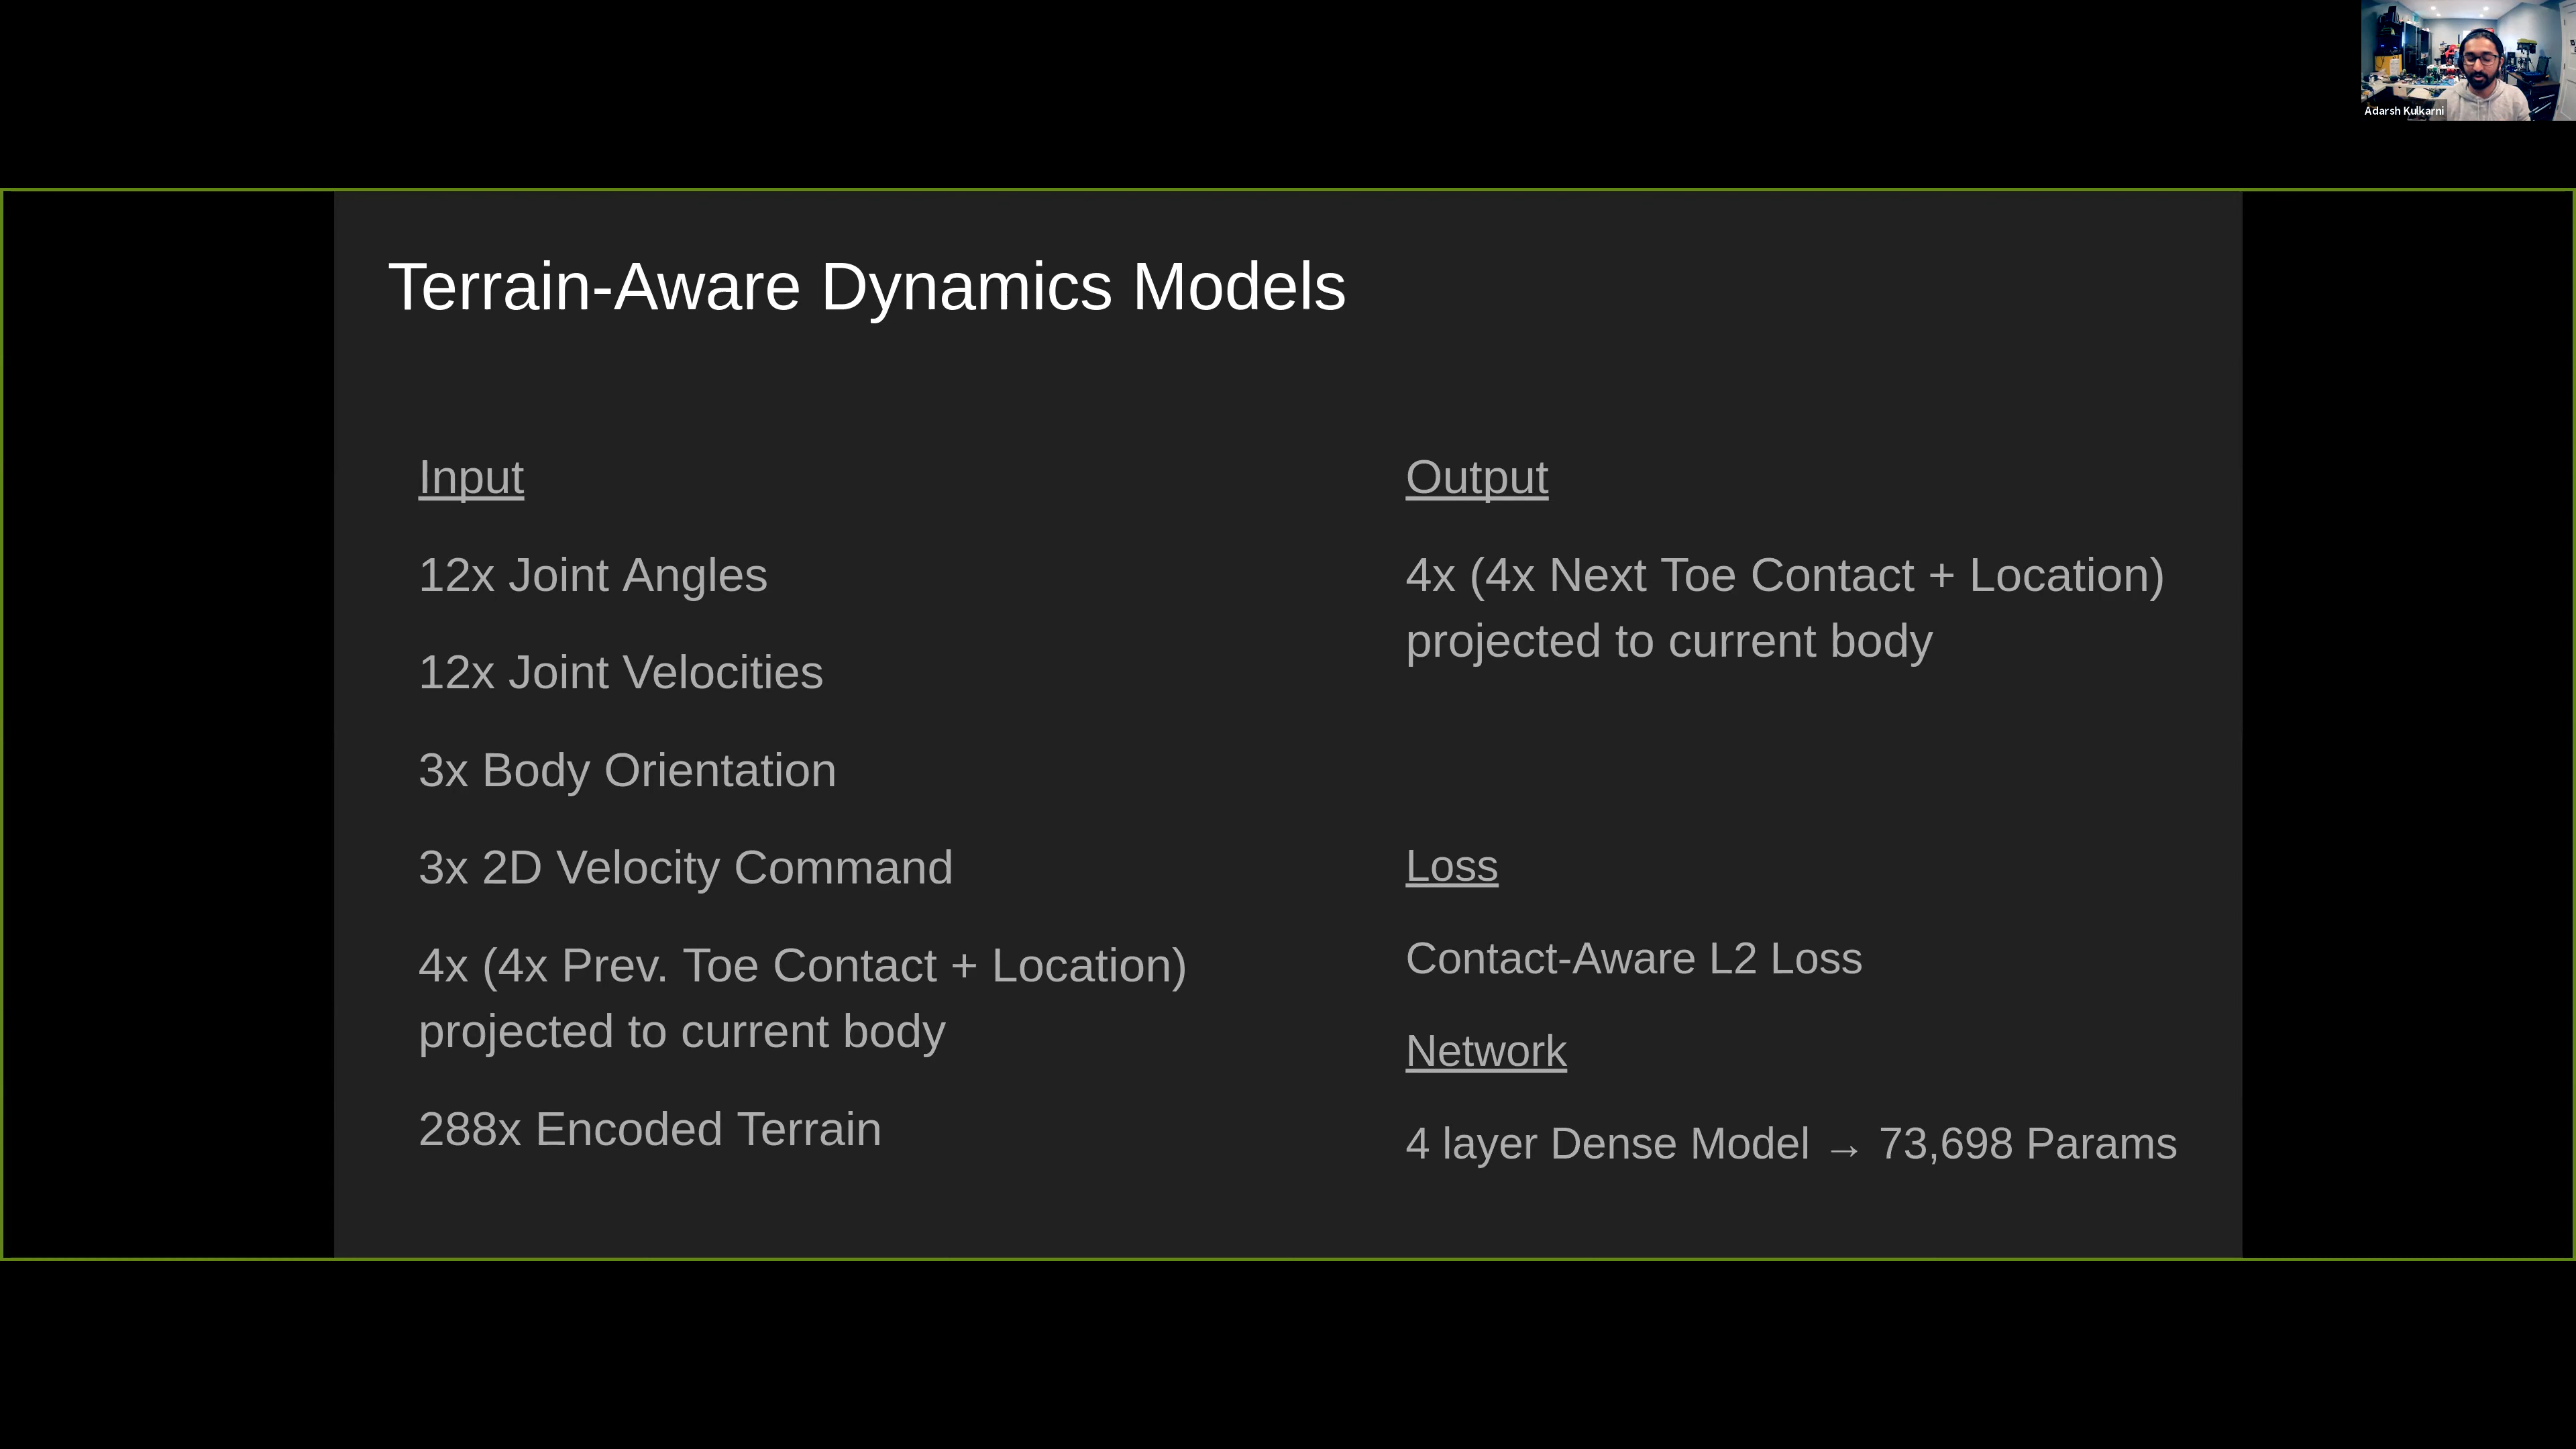 Adarsh Kulkarni
Terrain-Aware Dynamics Models
Input
12x Joint Angles
12x Joint Velocities
3x Body Orientation
3x 2D Velocity Command
4x (4x Prev. Toe Contact + Location)
projected to current body
288x Encoded Terrain
Output
4x (4x Next Toe Contact + Location)
projected to current body
Loss
Contact-Aware L2 Loss
Network
4 layer Dense Model → 73,698 Params